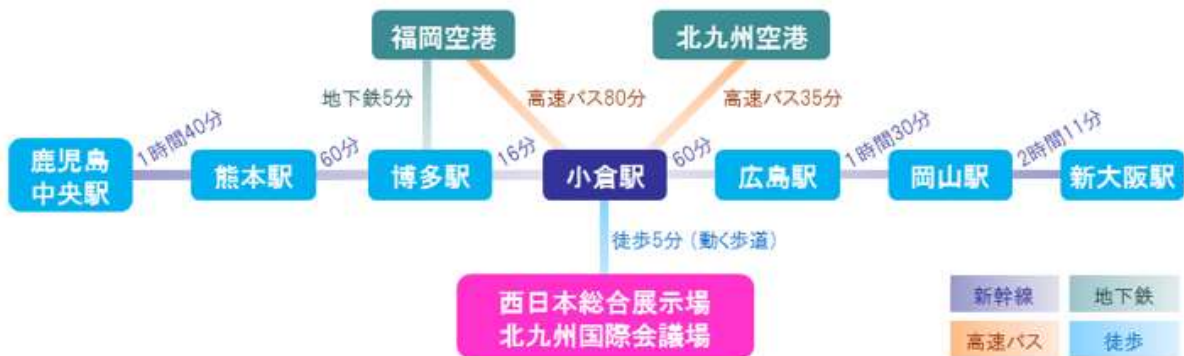 福岡空港
北九州空港
地下鉄5分
高速バス80分
高速バス35分
鹿児島
中央駅
1時間40分
熊本駅
60分
博多駅
16分
小倉駅
60分
広島駅
1時間30分
岡山駅
2時間11分
新大阪駅
徒歩5分（動く歩道）
西日本総合展示場
北九州国際会議場
新幹線
地下鉄
高速バス
徒歩